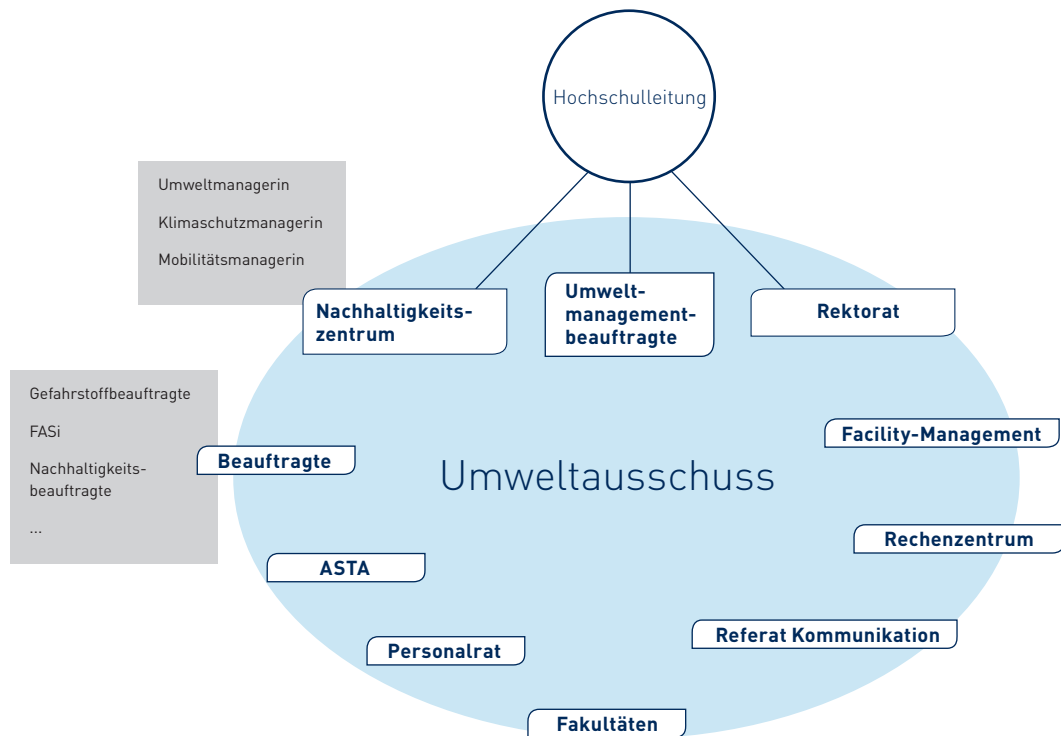 Hochschulleitung
Umweltmanagerin
Klimaschutzmanagerin
Mobilitätsmanagerin
Nachhaltigkeits-
zentrum
Umwelt-
management-
beauftragte
Rektorat
Gefahrstoffbeauftragte
FASi
Nachhaltigkeits-
beauftragte
...
Beauftragte
Facility-Management
Umweltausschuss
Rechenzentrum
ASTA
Referat Kommunikation
Personalrat
Fakultäten